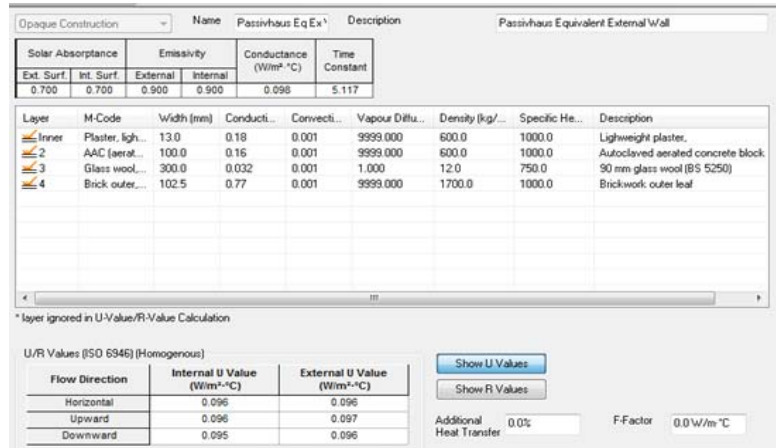 Opaque Construction Name Passivhaus Eq Ex Description Passivhaus Equivalent External Wall
Solar Absorptance Emissivity Conductance (W/m²·°C) Time Constant
Ext. Surf. Int. Surf. External Internal
0.700 0.700 0.900 0.900 0.098 5.117
Layer M-Code Width (mm) Conducti... Convecti... Vapour Diffu... Density (kg/... Specific He... Description
Inner Plaster, ligh... 13.0 0.18 0.001 9999.000 600.0 1000.0 Lighweight plaster,
2 AAC (aerat... 100.0 0.16 0.001 9999.000 600.0 1000.0 Autoclaved aerated concrete block
3 Glass wool,... 300.0 0.032 0.001 1.000 12.0 750.0 90 mm glass wool (BS 5250)
4 Brick outer,... 102.5 0.77 0.001 9999.000 1700.0 1000.0 Brickwork outer leaf
* layer ignored in U-Value/R-Value Calculation
U/R Values (ISO 6946) (Homogenous)
Flow Direction Internal U Value (W/m²·°C) External U Value (W/m²·°C)
Horizontal 0.096 0.096
Upward 0.096 0.097
Downward 0.095 0.096
Show U Values
Show R Values
Additional Heat Transfer 0.0% F-Factor 0.0 W/m·°C